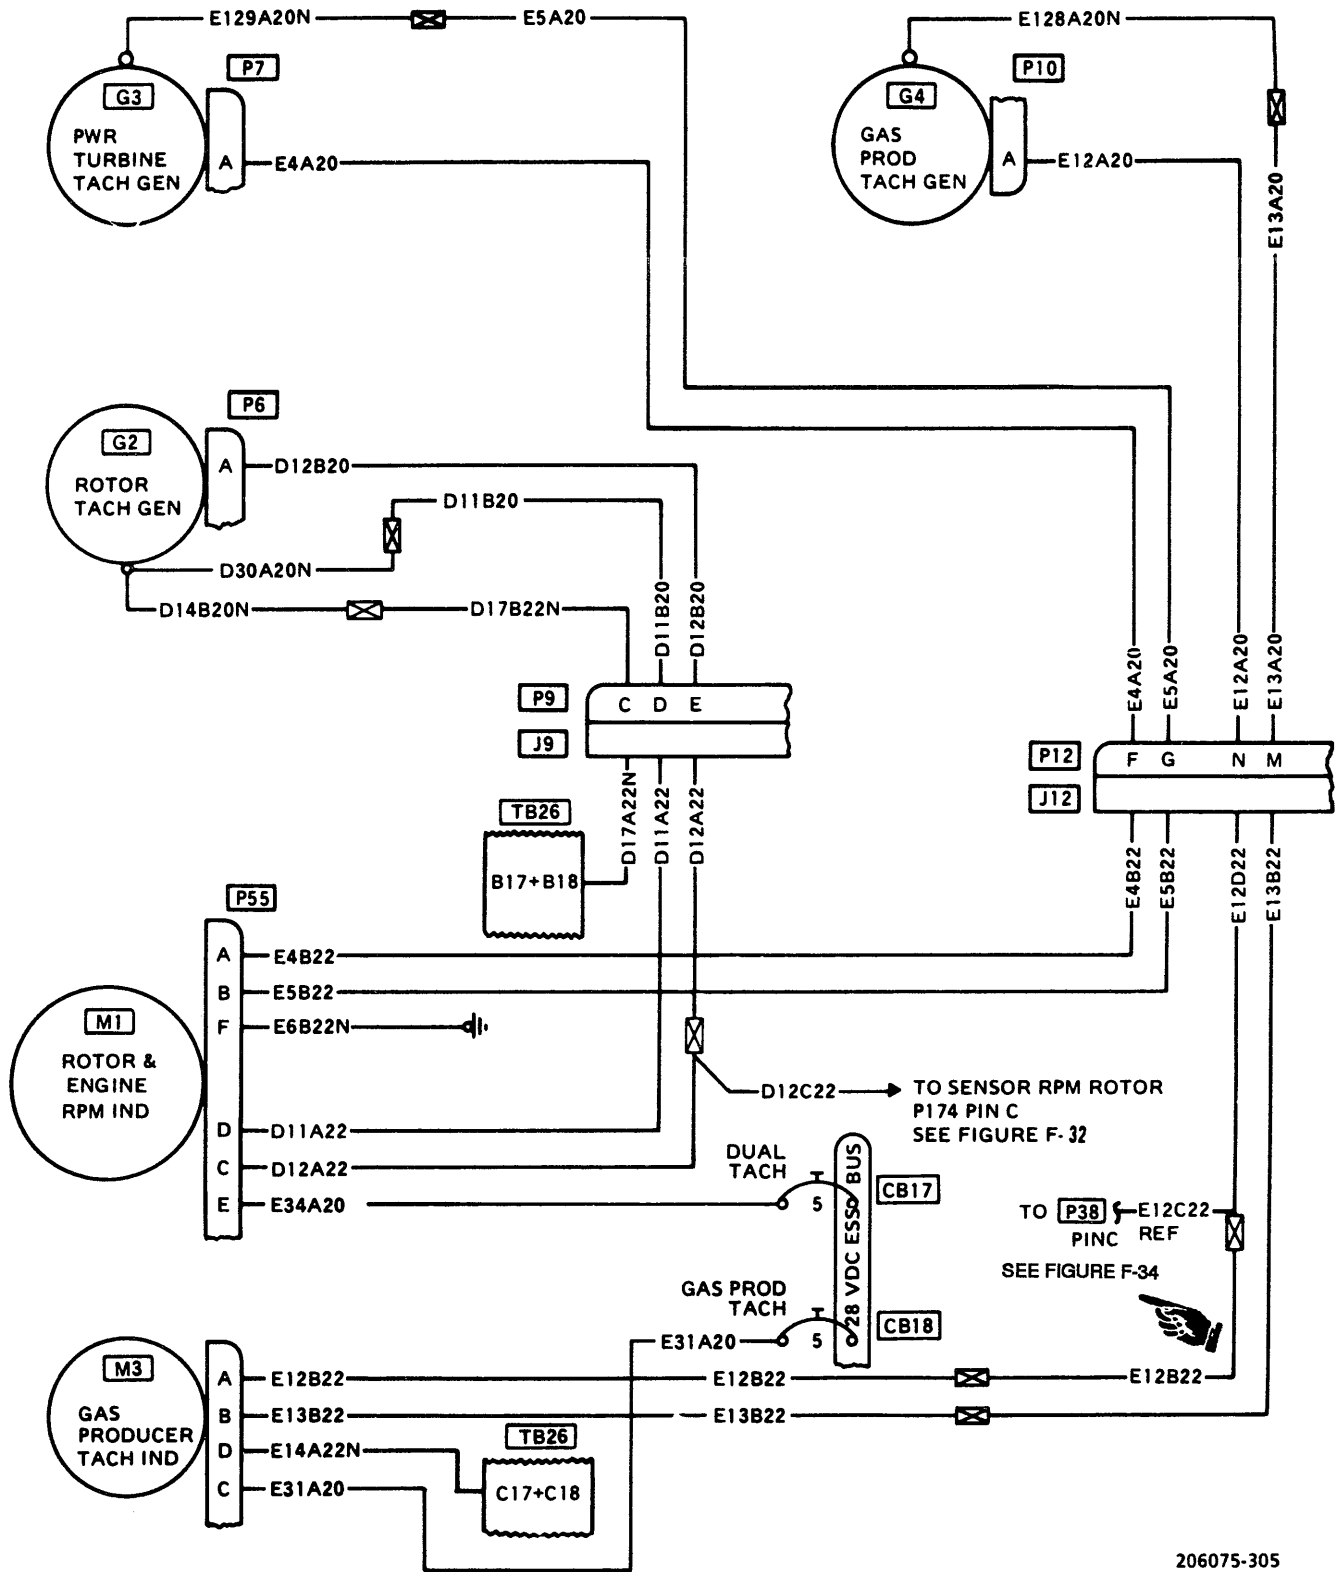 E129A20N
E5A20
E128A20N
P7
P10
G3
G4
PWR
TURBINE
TACH GEN
A
E4A20
GAS
PROD
TACH GEN
A
E12A20
E13A20
P6
G2
A
D12B20
ROTOR
TACH GEN
D11B20
D30A20N
D14B20N
D17B22N
D11B20
D12B20
E4A20
E5A20
E12A20
E13A20
P9
C D E
J9
P12
F G N M
J12
D17A22N
D11A22
D12A22
TB26
B17+B18
E4B22
E5B22
E12D22
E13B22
P55
A
E4B22
B
E5B22
F
E6B22N
M1
ROTOR &
ENGINE
RPM IND
D12C22
TO SENSOR RPM ROTOR
P174 PIN C
SEE FIGURE F-32
D
D11A22
C
D12A22
E
E34A20
DUAL
TACH
5
CB17
28 VDC ESS BUS
TO P38
PINC
E12C22
REF
SEE FIGURE F-34
GAS PROD
TACH
E31A20
5
CB18
M3
GAS
PRODUCER
TACH IND
A
E12B22
E12B22
E12B22
B
E13B22
E13B22
D
E14A22N
C
E31A20
TB26
C17+C18
206075-305